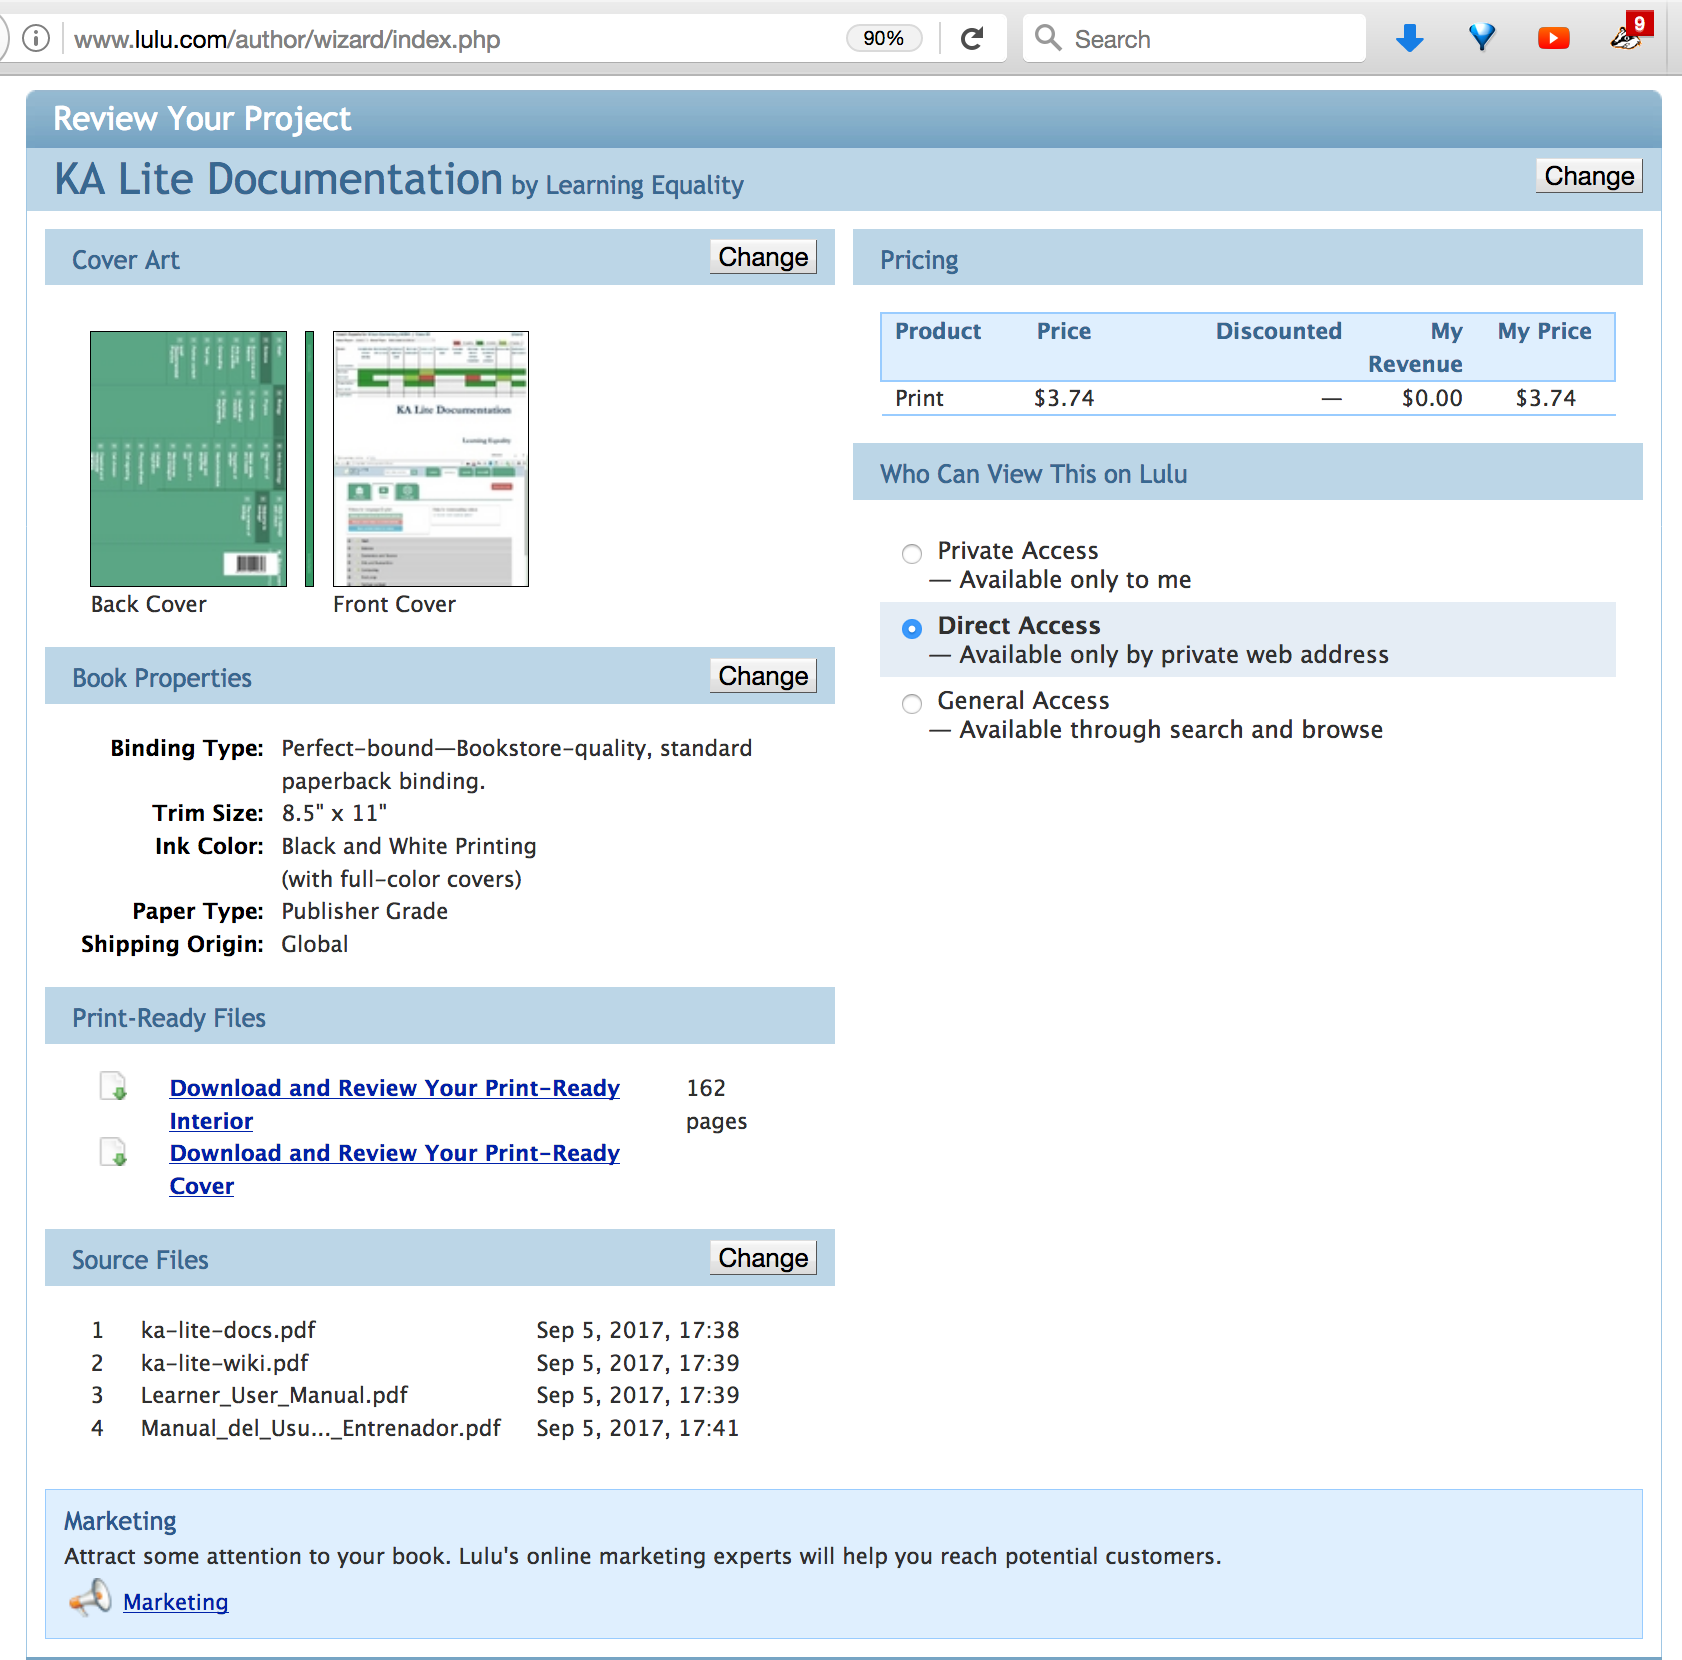 www.lulu.com/author/wizard/index.php
90%
Search
9
Review Your Project
KA Lite Documentation by Learning Equality
Change
Cover Art
Change
KA Lite Documentation
Learning Equality
Back Cover
Front Cover
Book Properties
Change
Binding Type: Perfect-bound—Bookstore-quality, standard
paperback binding.
Trim Size: 8.5" x 11"
Ink Color: Black and White Printing
(with full-color covers)
Paper Type: Publisher Grade
Shipping Origin: Global
Print-Ready Files
Download and Review Your Print-Ready 162
Interior pages
Download and Review Your Print-Ready
Cover
Source Files
Change
1 ka-lite-docs.pdf Sep 5, 2017, 17:38
2 ka-lite-wiki.pdf Sep 5, 2017, 17:39
3 Learner_User_Manual.pdf Sep 5, 2017, 17:39
4 Manual_del_Usu..._Entrenador.pdf Sep 5, 2017, 17:41
Pricing
Product Price Discounted My My Price
Revenue
Print $3.74 — $0.00 $3.74
Who Can View This on Lulu
Private Access
— Available only to me
Direct Access
— Available only by private web address
General Access
— Available through search and browse
Marketing
Attract some attention to your book. Lulu's online marketing experts will help you reach potential customers.
Marketing